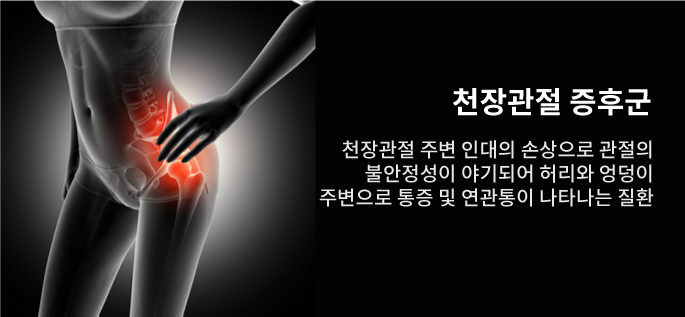 천장관절 증후군
천장관절 주변 인대의 손상으로 관절의
불안정성이 야기되어 허리와 엉덩이
주변으로 통증 및 연관통이 나타나는 질환